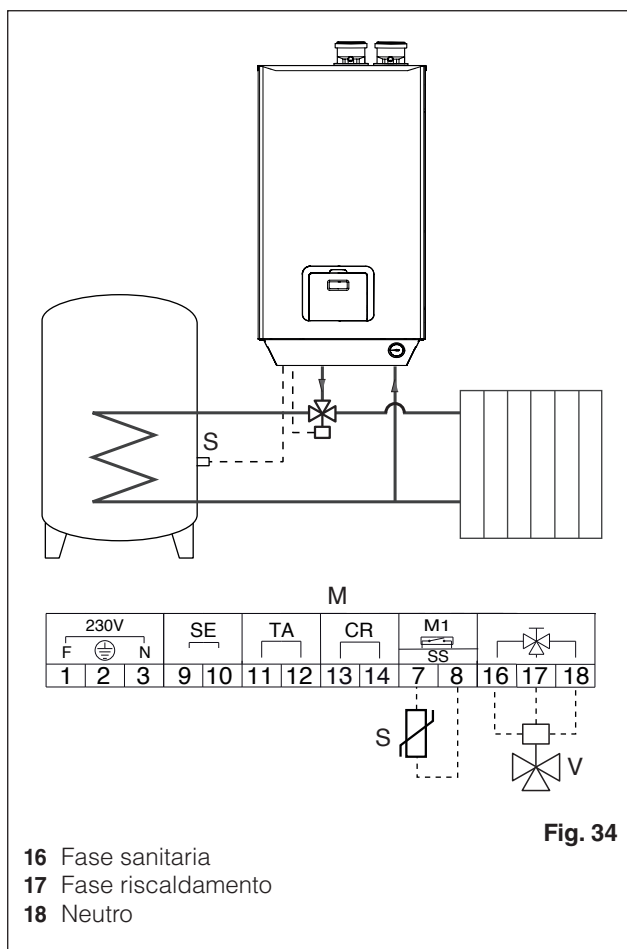 S
M
230V SE TA CR M1
F N SS
1 2 3 9 10 11 12 13 14 7 8 16 17 18
S
V
Fig. 34
16 Fase sanitaria
17 Fase riscaldamento
18 Neutro